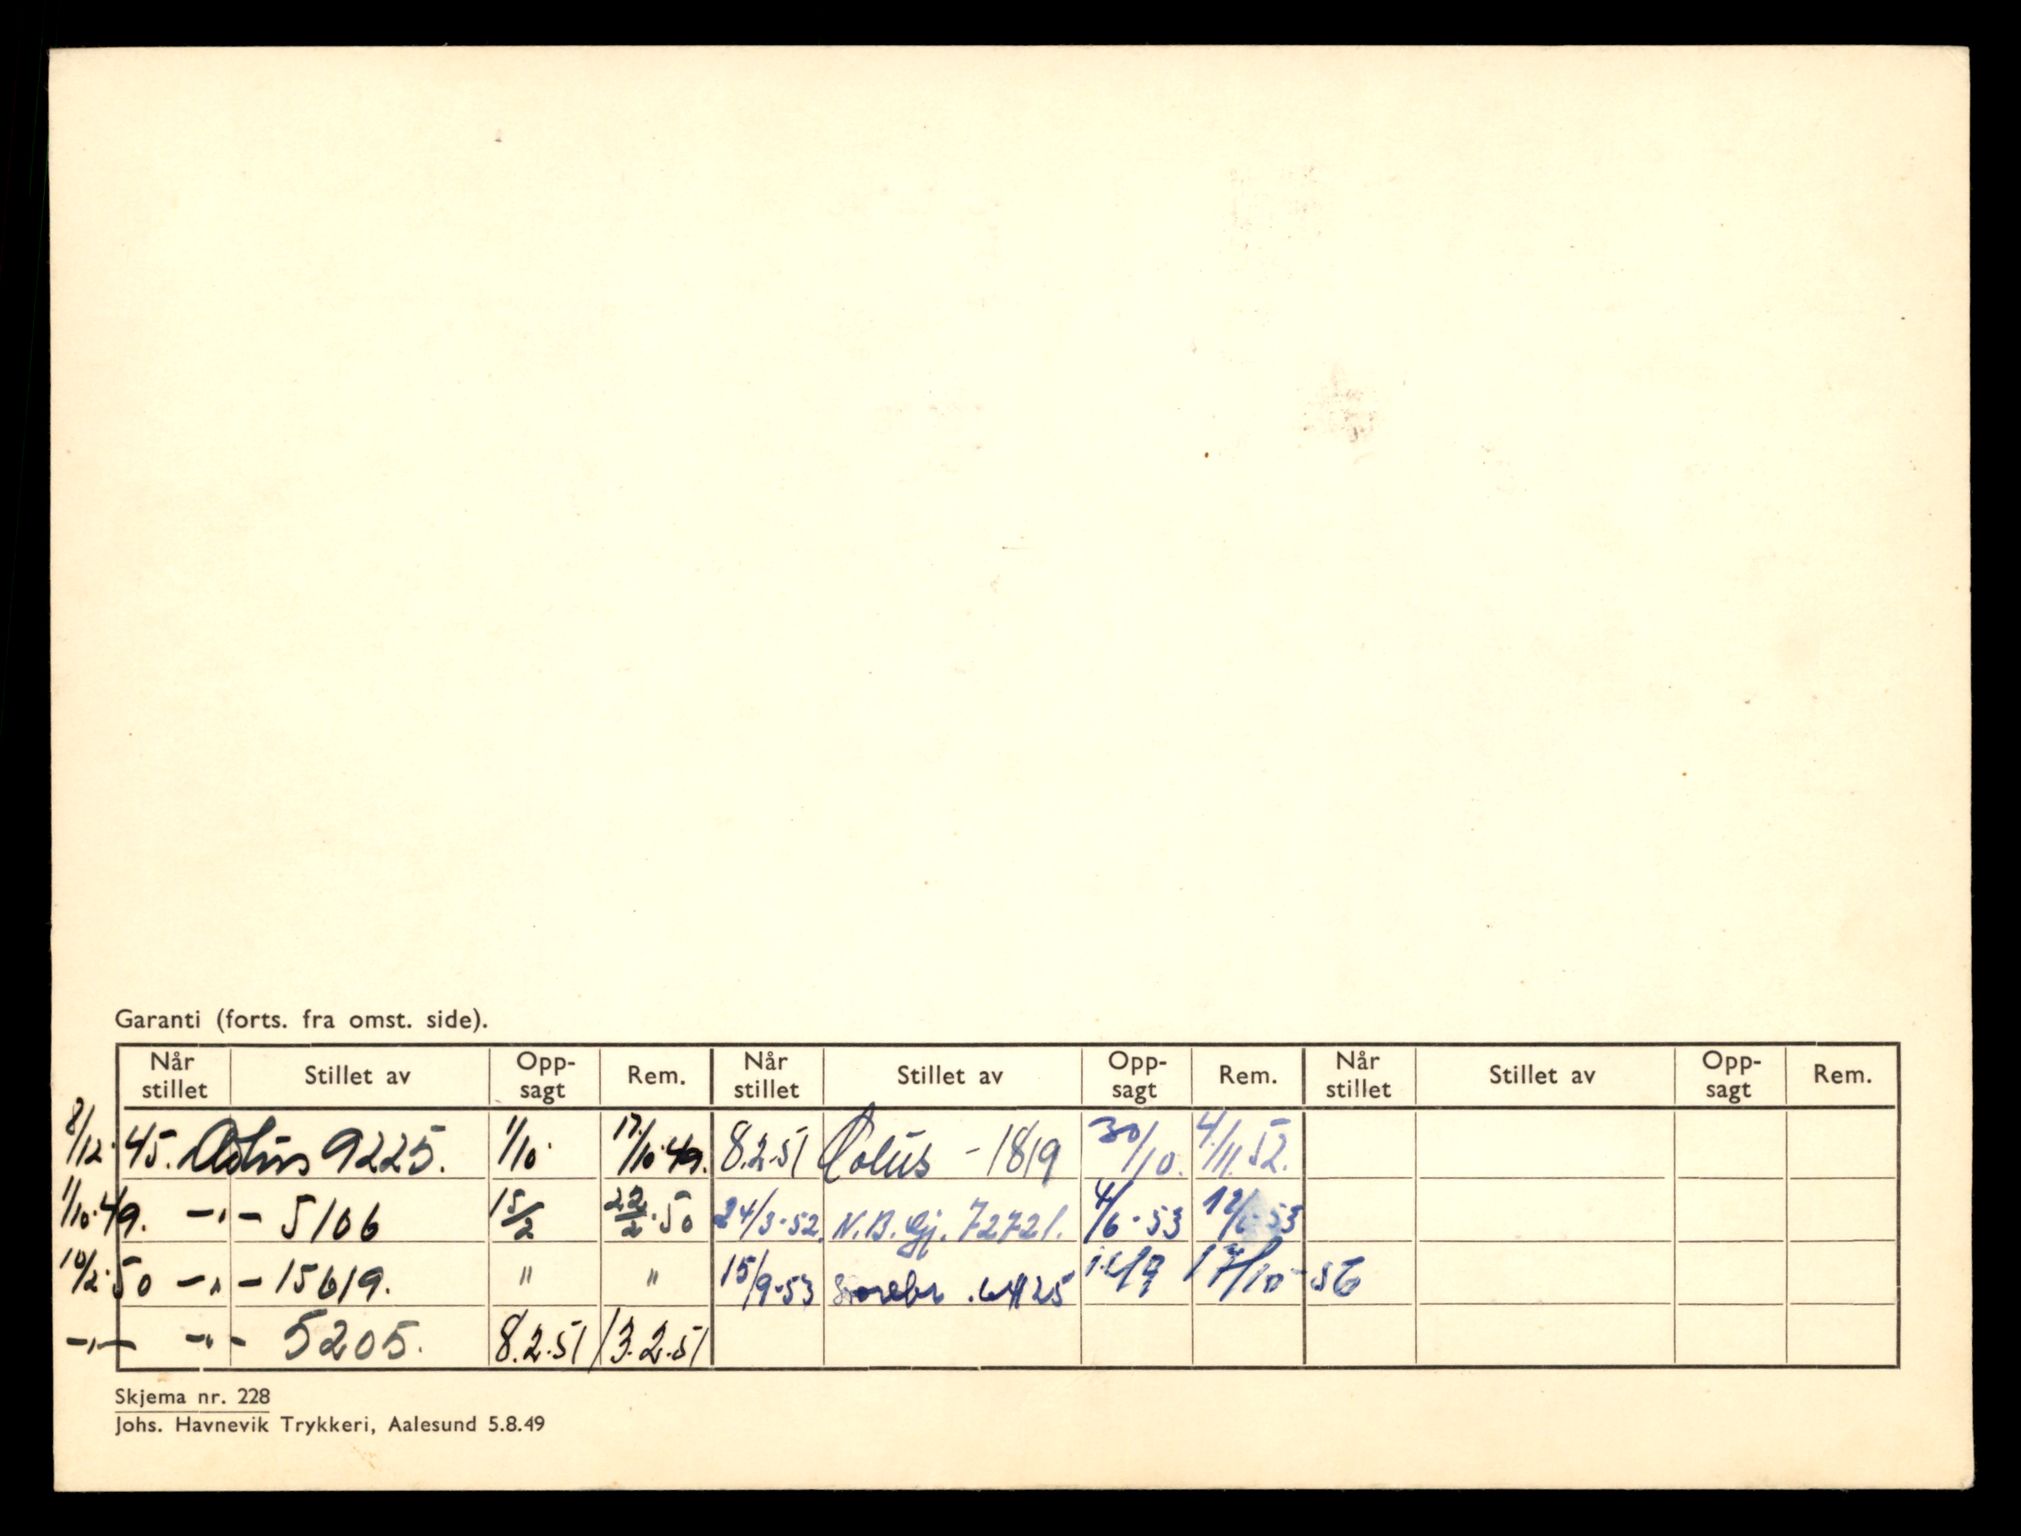 Garanti (forts. fra omst. side).
Når stillet Stillet av Opp-sagt Rem. Når stillet Stillet av Opp-sagt Rem. Når stillet Stillet av Opp-sagt Rem.
8/12.45. Æolus 9225. 1/10. 17/10.49. 8.2.51 Æolus - 1819 30/10. 4./11.52.
1/10.49. -"- 5106 15/2 22/2.50 24/3-52. N.B.Gj. 72721. 4/6-53 12/6-53
10/2.50 -"- 15619. " " 15/9-53 17/10-56
-"- -"- 5205. 8.2.51 13.2.51
Skjema nr. 228
Johs. Havnevik Trykkeri, Aalesund 5.8.49